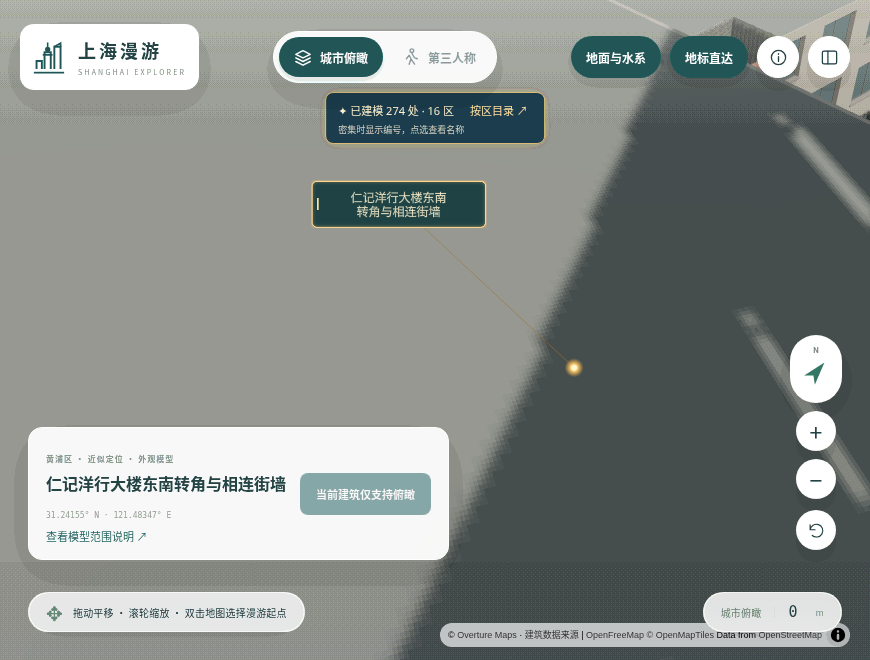 上海漫游
SHANGHAI EXPLORER
城市俯瞰
第三人称
地面与水系
地标直达
✦ 已建模 274 处 · 16 区 按区目录 ↗
密集时显示编号，点选查看名称
仁记洋行大楼东南
转角与相连街墙
N
+
−
黄浦区 · 近似定位 · 外观模型
仁记洋行大楼东南转角与相连街墙
31.24155° N · 121.48347° E
查看模型范围说明 ↗
当前建筑仅支持俯瞰
拖动平移 · 滚轮缩放 · 双击地图选择漫游起点
城市俯瞰 0 m
© Overture Maps · 建筑数据来源 | OpenFreeMap © OpenMapTiles Data from OpenStreetMap